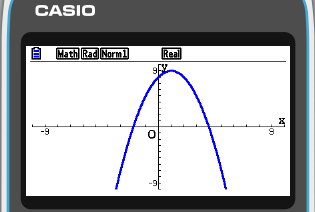 CASIO
Math Rad Norm1 Real
9 y
-9 O 9 x
-9